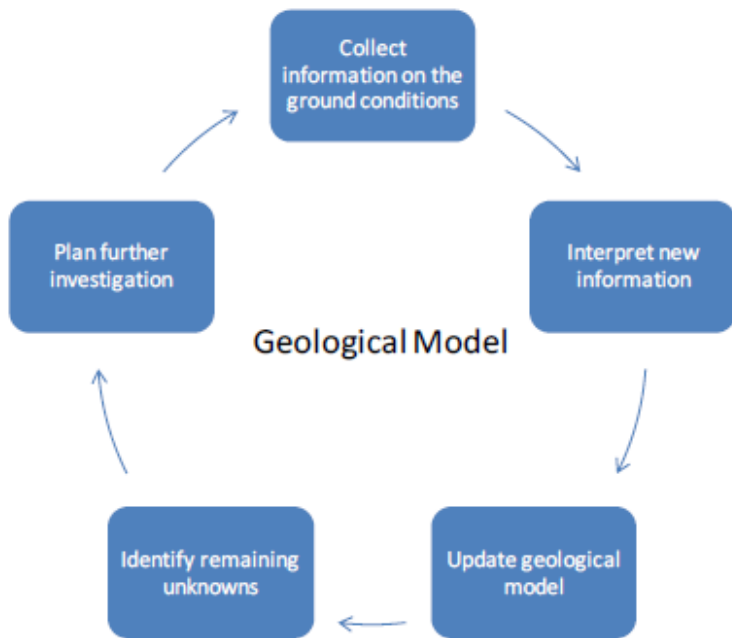 Collect
information on the
ground conditions
Interpret new
information
Update geological
model
Identify remaining
unknowns
Plan further
investigation
Geological Model